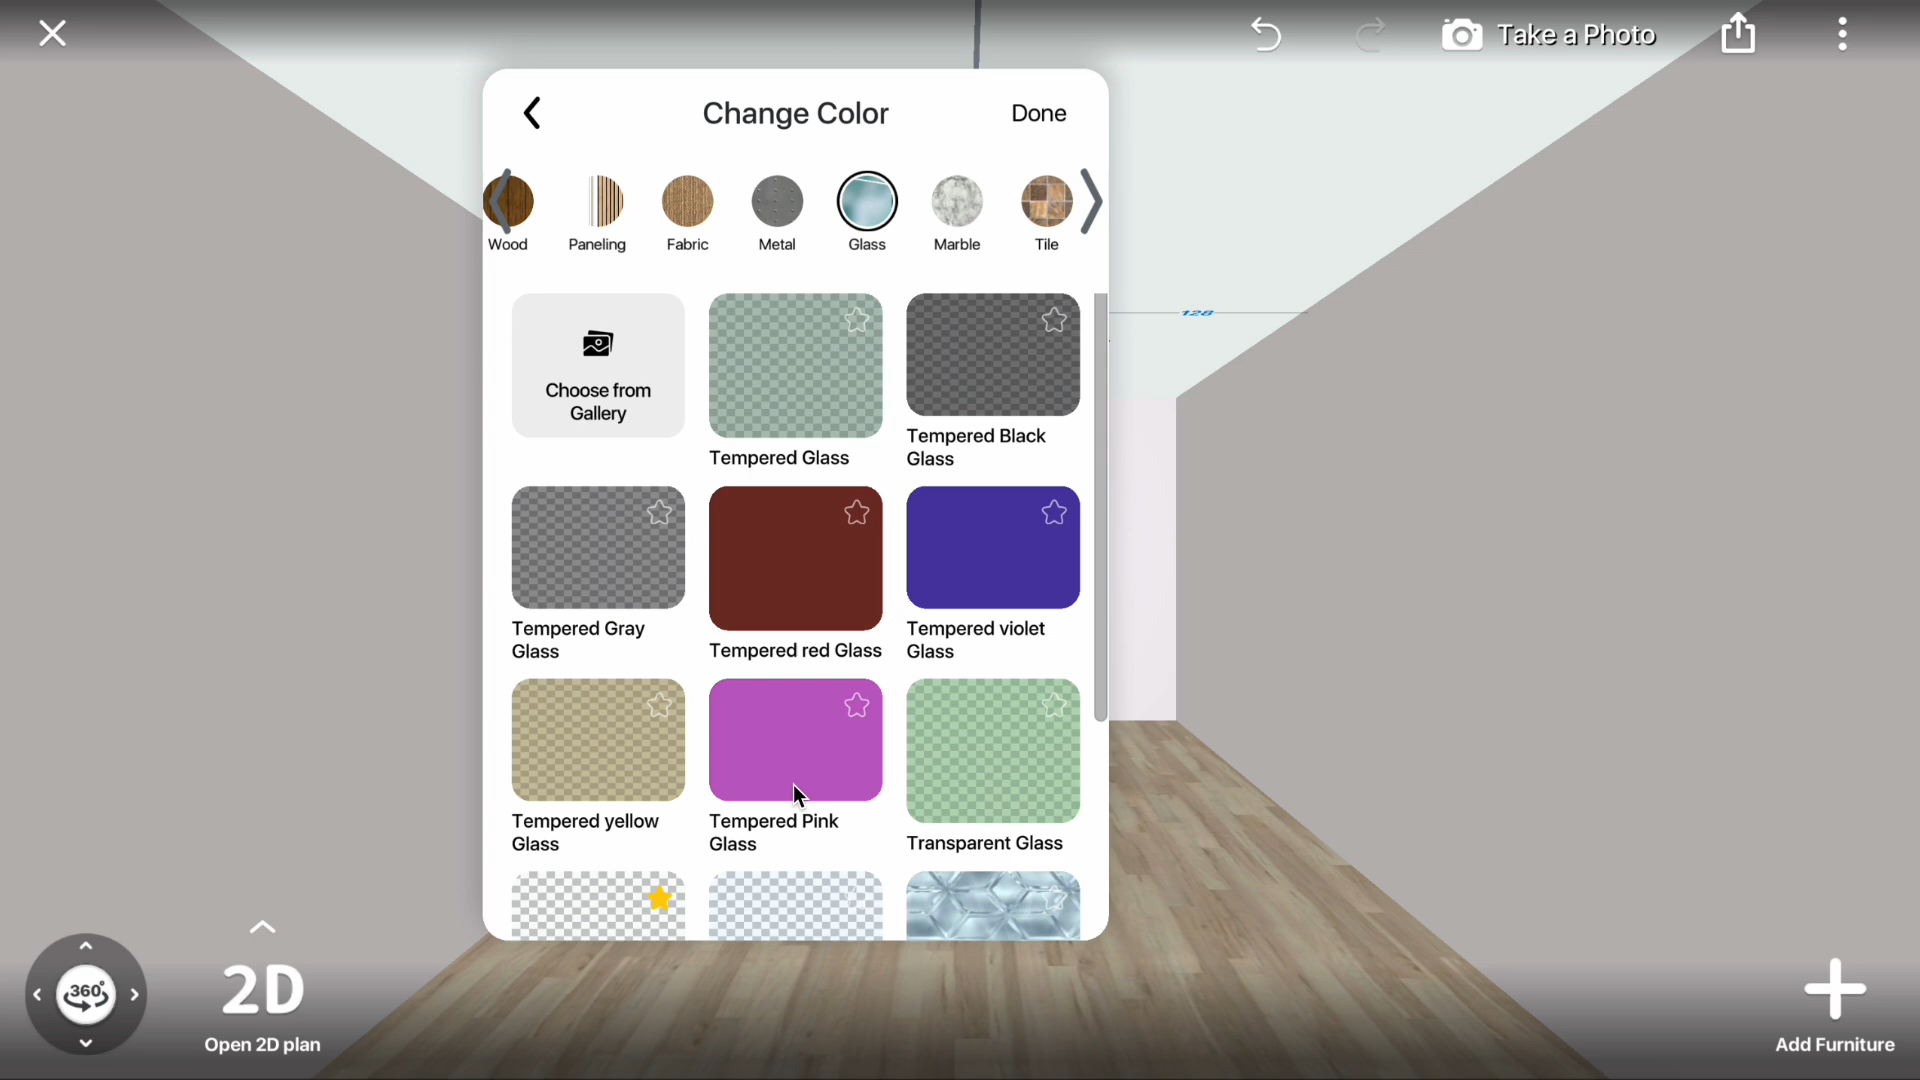 Take a Photo
Change Color
Done
Wood
Paneling
Fabric
Metal
Glass
Marble
Tile
128
Choose from
Gallery
Tempered Glass
Tempered Black
Glass
Tempered Gray
Glass
Tempered red Glass
Tempered violet
Glass
Tempered yellow
Glass
Tempered Pink
Glass
Transparent Glass
360°
2D
Open 2D plan
Add Furniture